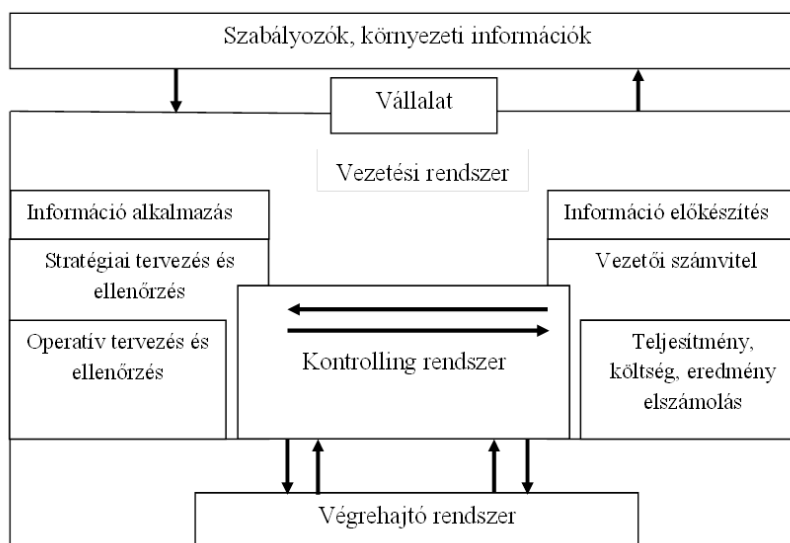 Szabályozók, környezeti információk
Vállalat
Vezetési rendszer
Információ alkalmazás
Információ előkészítés
Stratégiai tervezés és
ellenőrzés
Vezetői számvitel
Operatív tervezés és
ellenőrzés
Kontrolling rendszer
Teljesítmény,
költség, eredmény
elszámolás
Végrehajtó rendszer